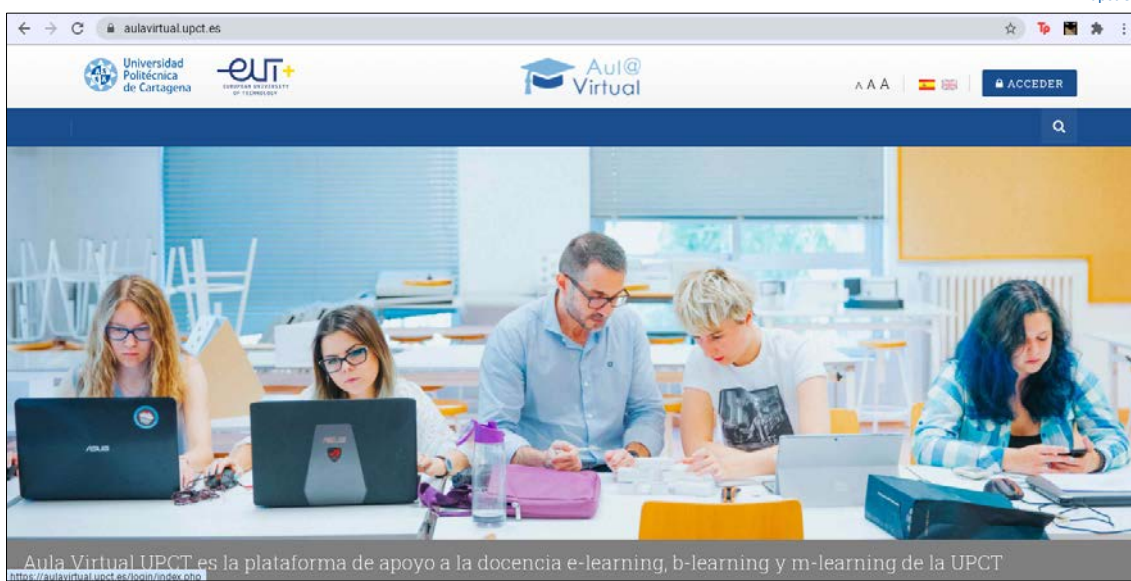 aulavirtual.upct.es
Tp
Universidad
Politécnica
de Cartagena
EUT+
EUROPEAN UNIVERSITY
OF TECHNOLOGY
Aul@
Virtual
A A A
ACCEDER
ASUS
Aula Virtual UPCT es la plataforma de apoyo a la docencia e-learning, b-learning y m-learning de la UPCT
https://aulavirtual.upct.es/login/index.php